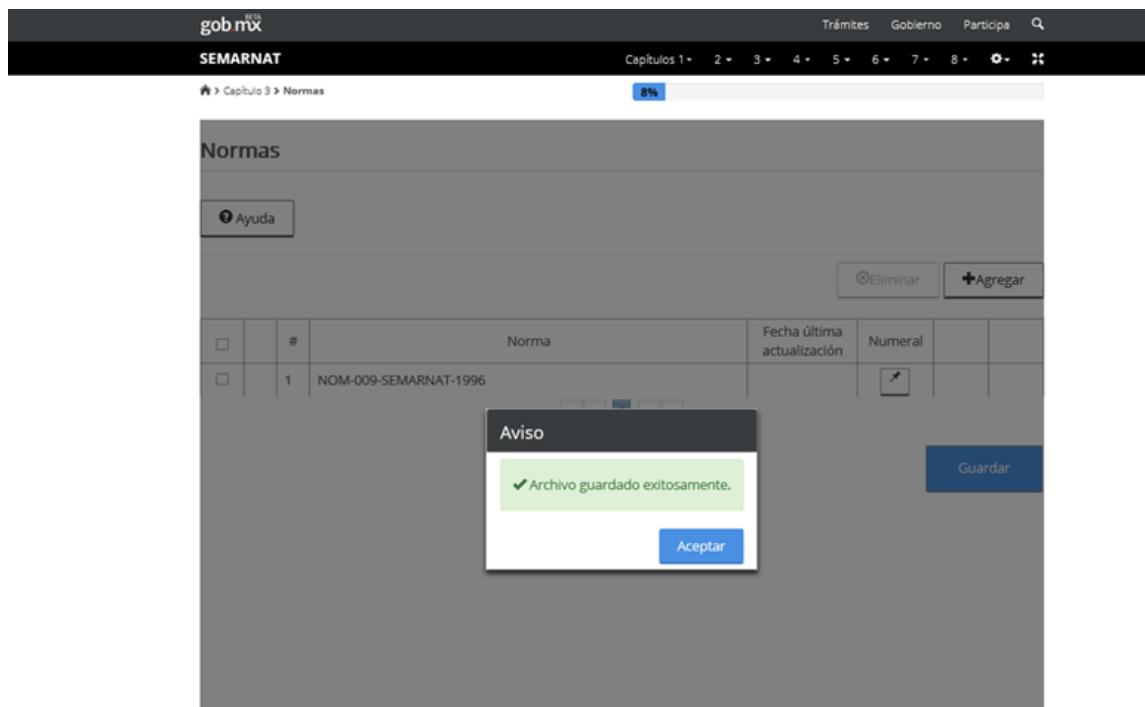 gob.mx BETA
Trámites Gobierno Participa
SEMARNAT
Capítulos 1 2 3 4 5 6 7 8
> Capítulo 3 > Normas
8%
Normas
Ayuda
Eliminar Agregar
# Norma Fecha última actualización Numeral
1 NOM-009-SEMARNAT-1996
Aviso
Archivo guardado exitosamente.
Aceptar
Guardar